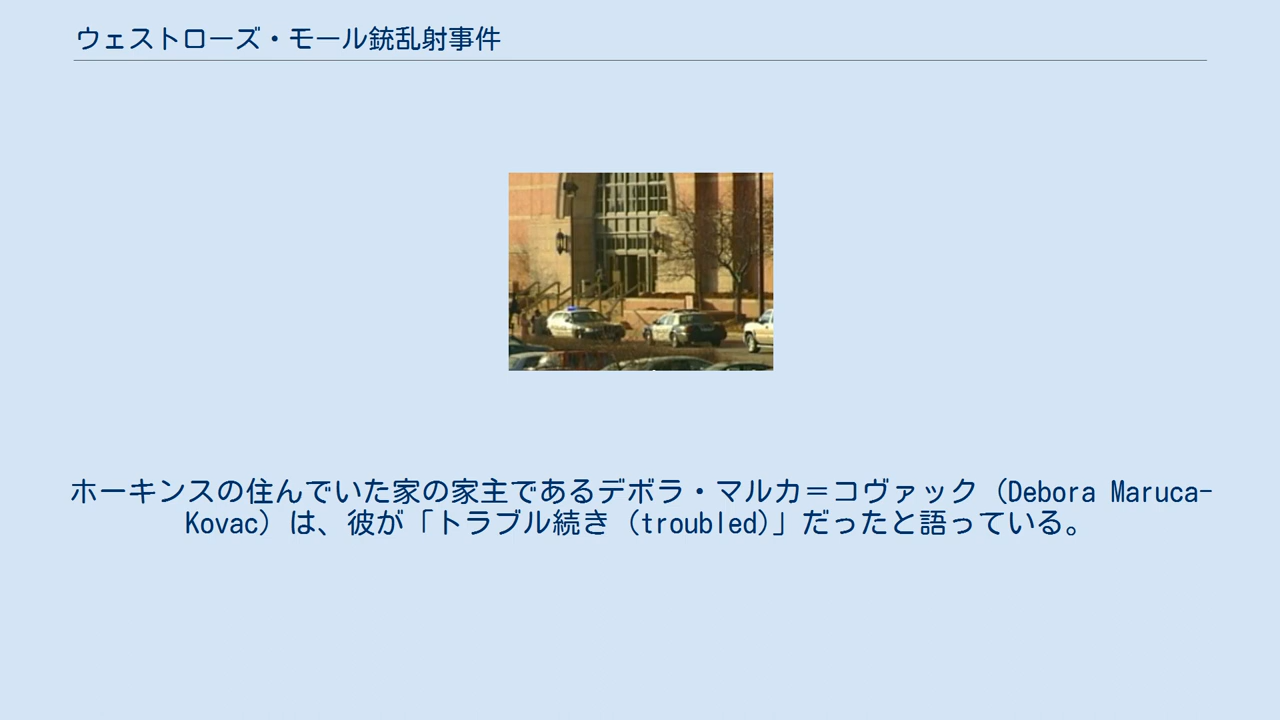 ウェストローズ・モール銃乱射事件
ホーキンスの住んでいた家の家主であるデボラ・マルカ＝コヴァック（Debora Maruca-
Kovac）は、彼が「トラブル続き（troubled)」だったと語っている。